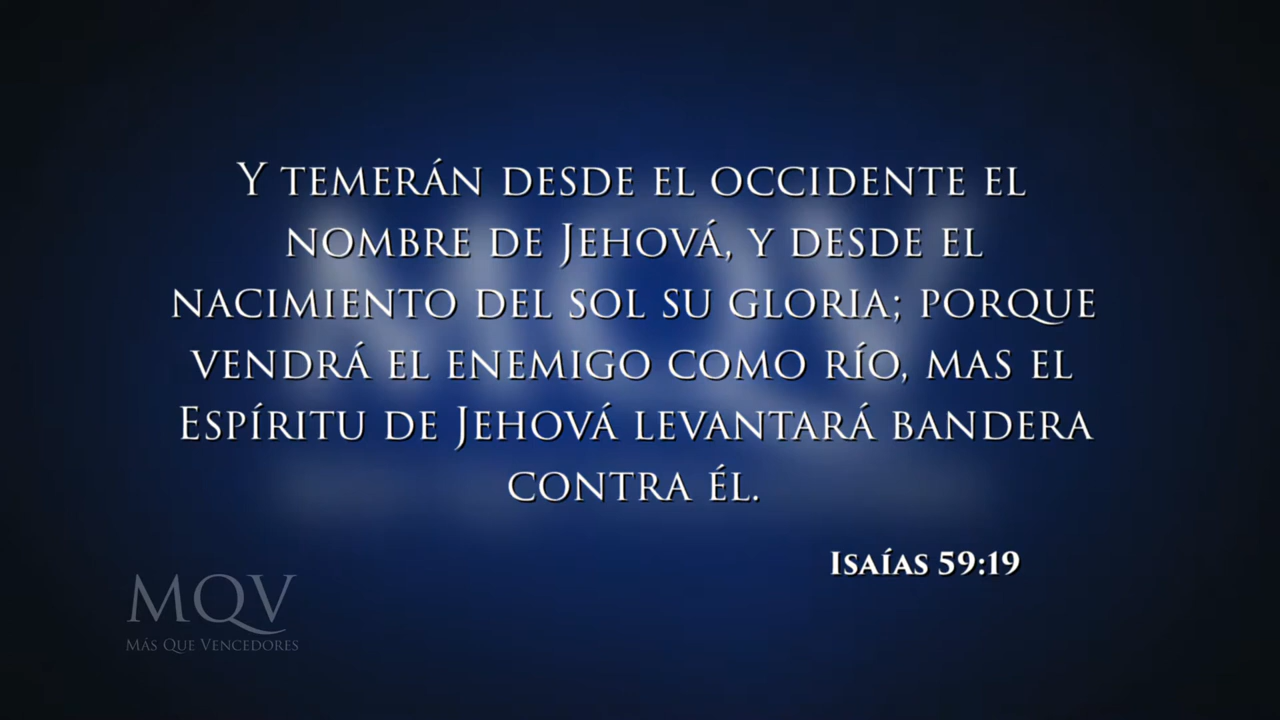 Y temerán desde el occidente el
nombre de Jehová, y desde el
nacimiento del sol su gloria; porque
vendrá el enemigo como río, mas el
Espíritu de Jehová levantará bandera
contra él.
Isaías 59:19
MQV
Más Que Vencedores